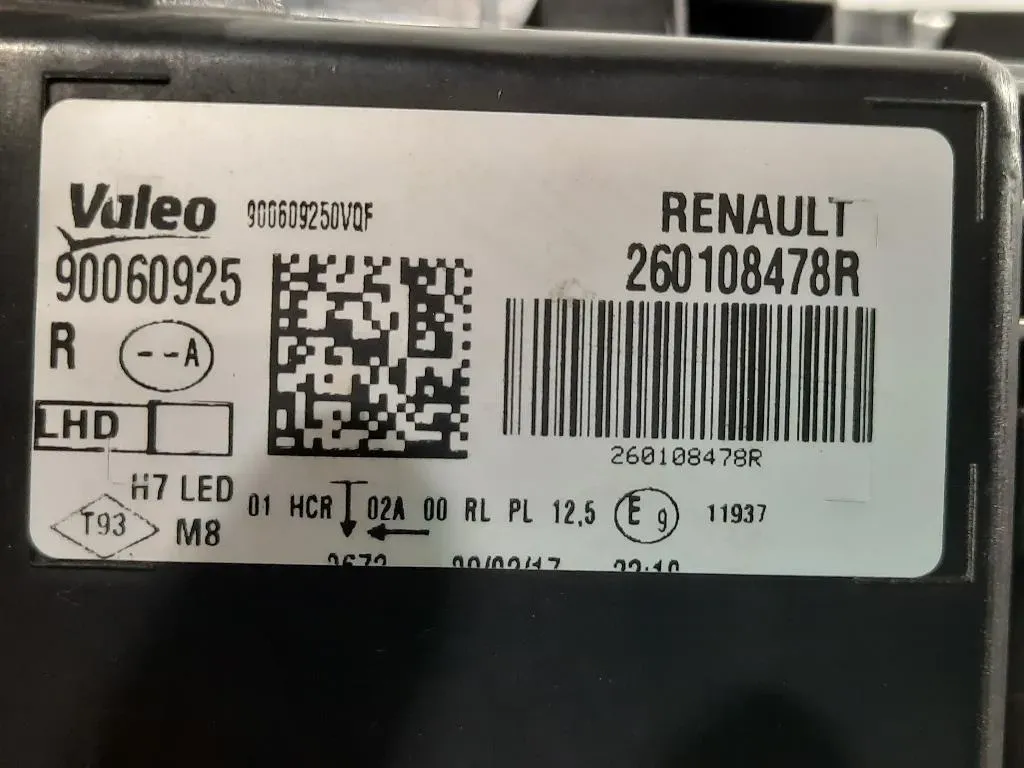 Valeo 900609250VQF
RENAULT
90060925
260108478R
R --A
LHD
260108478R
H7 LED
01 HCR 02A 00 RL PL 12,5 E 9 11937
T93 M8